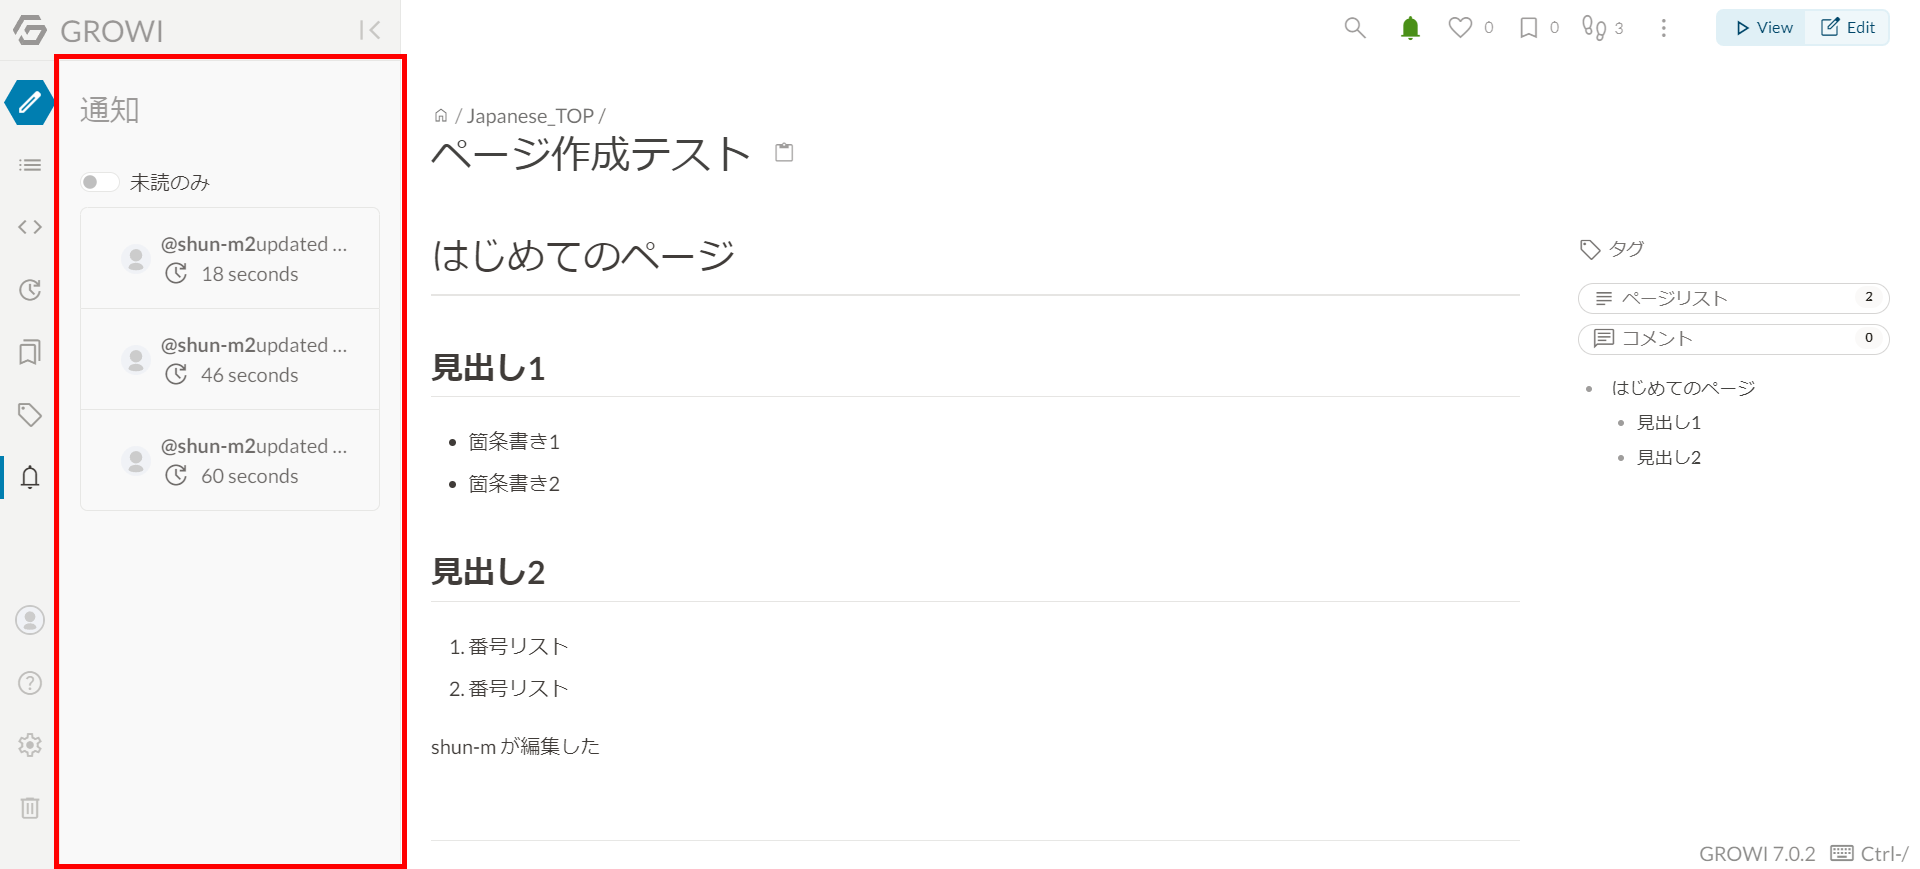 GROWI
通知
未読のみ
@shun-m2updated ...
18 seconds
@shun-m2updated ...
46 seconds
@shun-m2updated ...
60 seconds
0
0
3
View
Edit
/ Japanese_TOP /
ページ作成テスト
はじめてのページ
見出し1
• 箇条書き1
• 箇条書き2
見出し2
1. 番号リスト
2. 番号リスト
shun-m が編集した
タグ
ページリスト 2
コメント 0
• はじめてのページ
• 見出し1
• 見出し2
GROWI 7.0.2 Ctrl-/